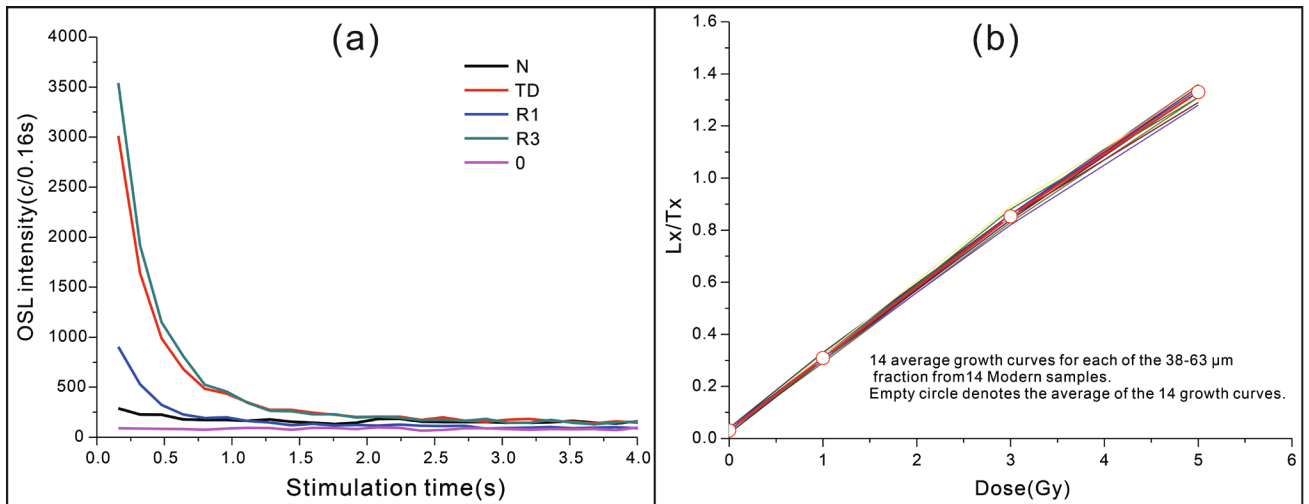 (a)
4000
3500
3000
2500
2000
1500
1000
500
0
OSL intensity(c/0.16s)
N
TD
R1
R3
0
0.0 0.5 1.0 1.5 2.0 2.5 3.0 3.5 4.0
Stimulation time(s)
(b)
1.6
1.4
1.2
1.0
0.8
0.6
0.4
0.2
0.0
Lx/Tx
14 average growth curves for each of the 38-63 µm
fraction from14 Modern samples.
Empty circle denotes the average of the 14 growth curves.
0 1 2 3 4 5 6
Dose(Gy)